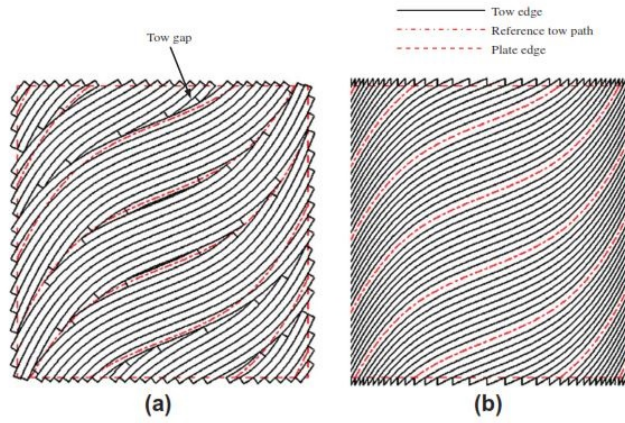 Tow gap
Tow edge
Reference tow path
Plate edge
(a)
(b)